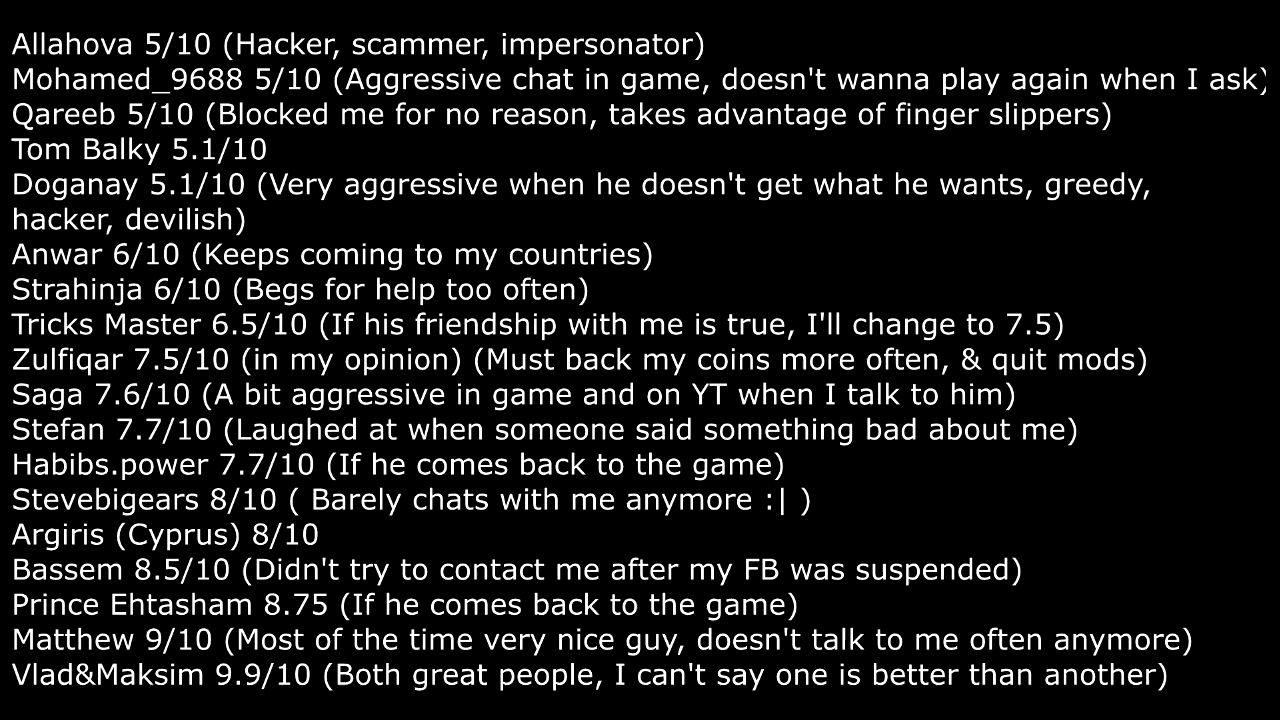 Allahova 5/10 (Hacker, scammer, impersonator)
Mohamed_9688 5/10 (Aggressive chat in game, doesn't wanna play again when I ask)
Qareeb 5/10 (Blocked me for no reason, takes advantage of finger slippers)
Tom Balky 5.1/10
Doganay 5.1/10 (Very aggressive when he doesn't get what he wants, greedy,
hacker, devilish)
Anwar 6/10 (Keeps coming to my countries)
Strahinja 6/10 (Begs for help too often)
Tricks Master 6.5/10 (If his friendship with me is true, I'll change to 7.5)
Zulfiqar 7.5/10 (in my opinion) (Must back my coins more often, & quit mods)
Saga 7.6/10 (A bit aggressive in game and on YT when I talk to him)
Stefan 7.7/10 (Laughed at when someone said something bad about me)
Habibs.power 7.7/10 (If he comes back to the game)
Stevebigears 8/10 ( Barely chats with me anymore :| )
Argiris (Cyprus) 8/10
Bassem 8.5/10 (Didn't try to contact me after my FB was suspended)
Prince Ehtasham 8.75 (If he comes back to the game)
Matthew 9/10 (Most of the time very nice guy, doesn't talk to me often anymore)
Vlad&Maksim 9.9/10 (Both great people, I can't say one is better than another)